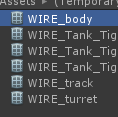 Assets ▸ (Temporary
WIRE_body
WIRE_Tank_Tig
WIRE_Tank_Tig
WIRE_Tank_Tig
WIRE_track
WIRE_turret